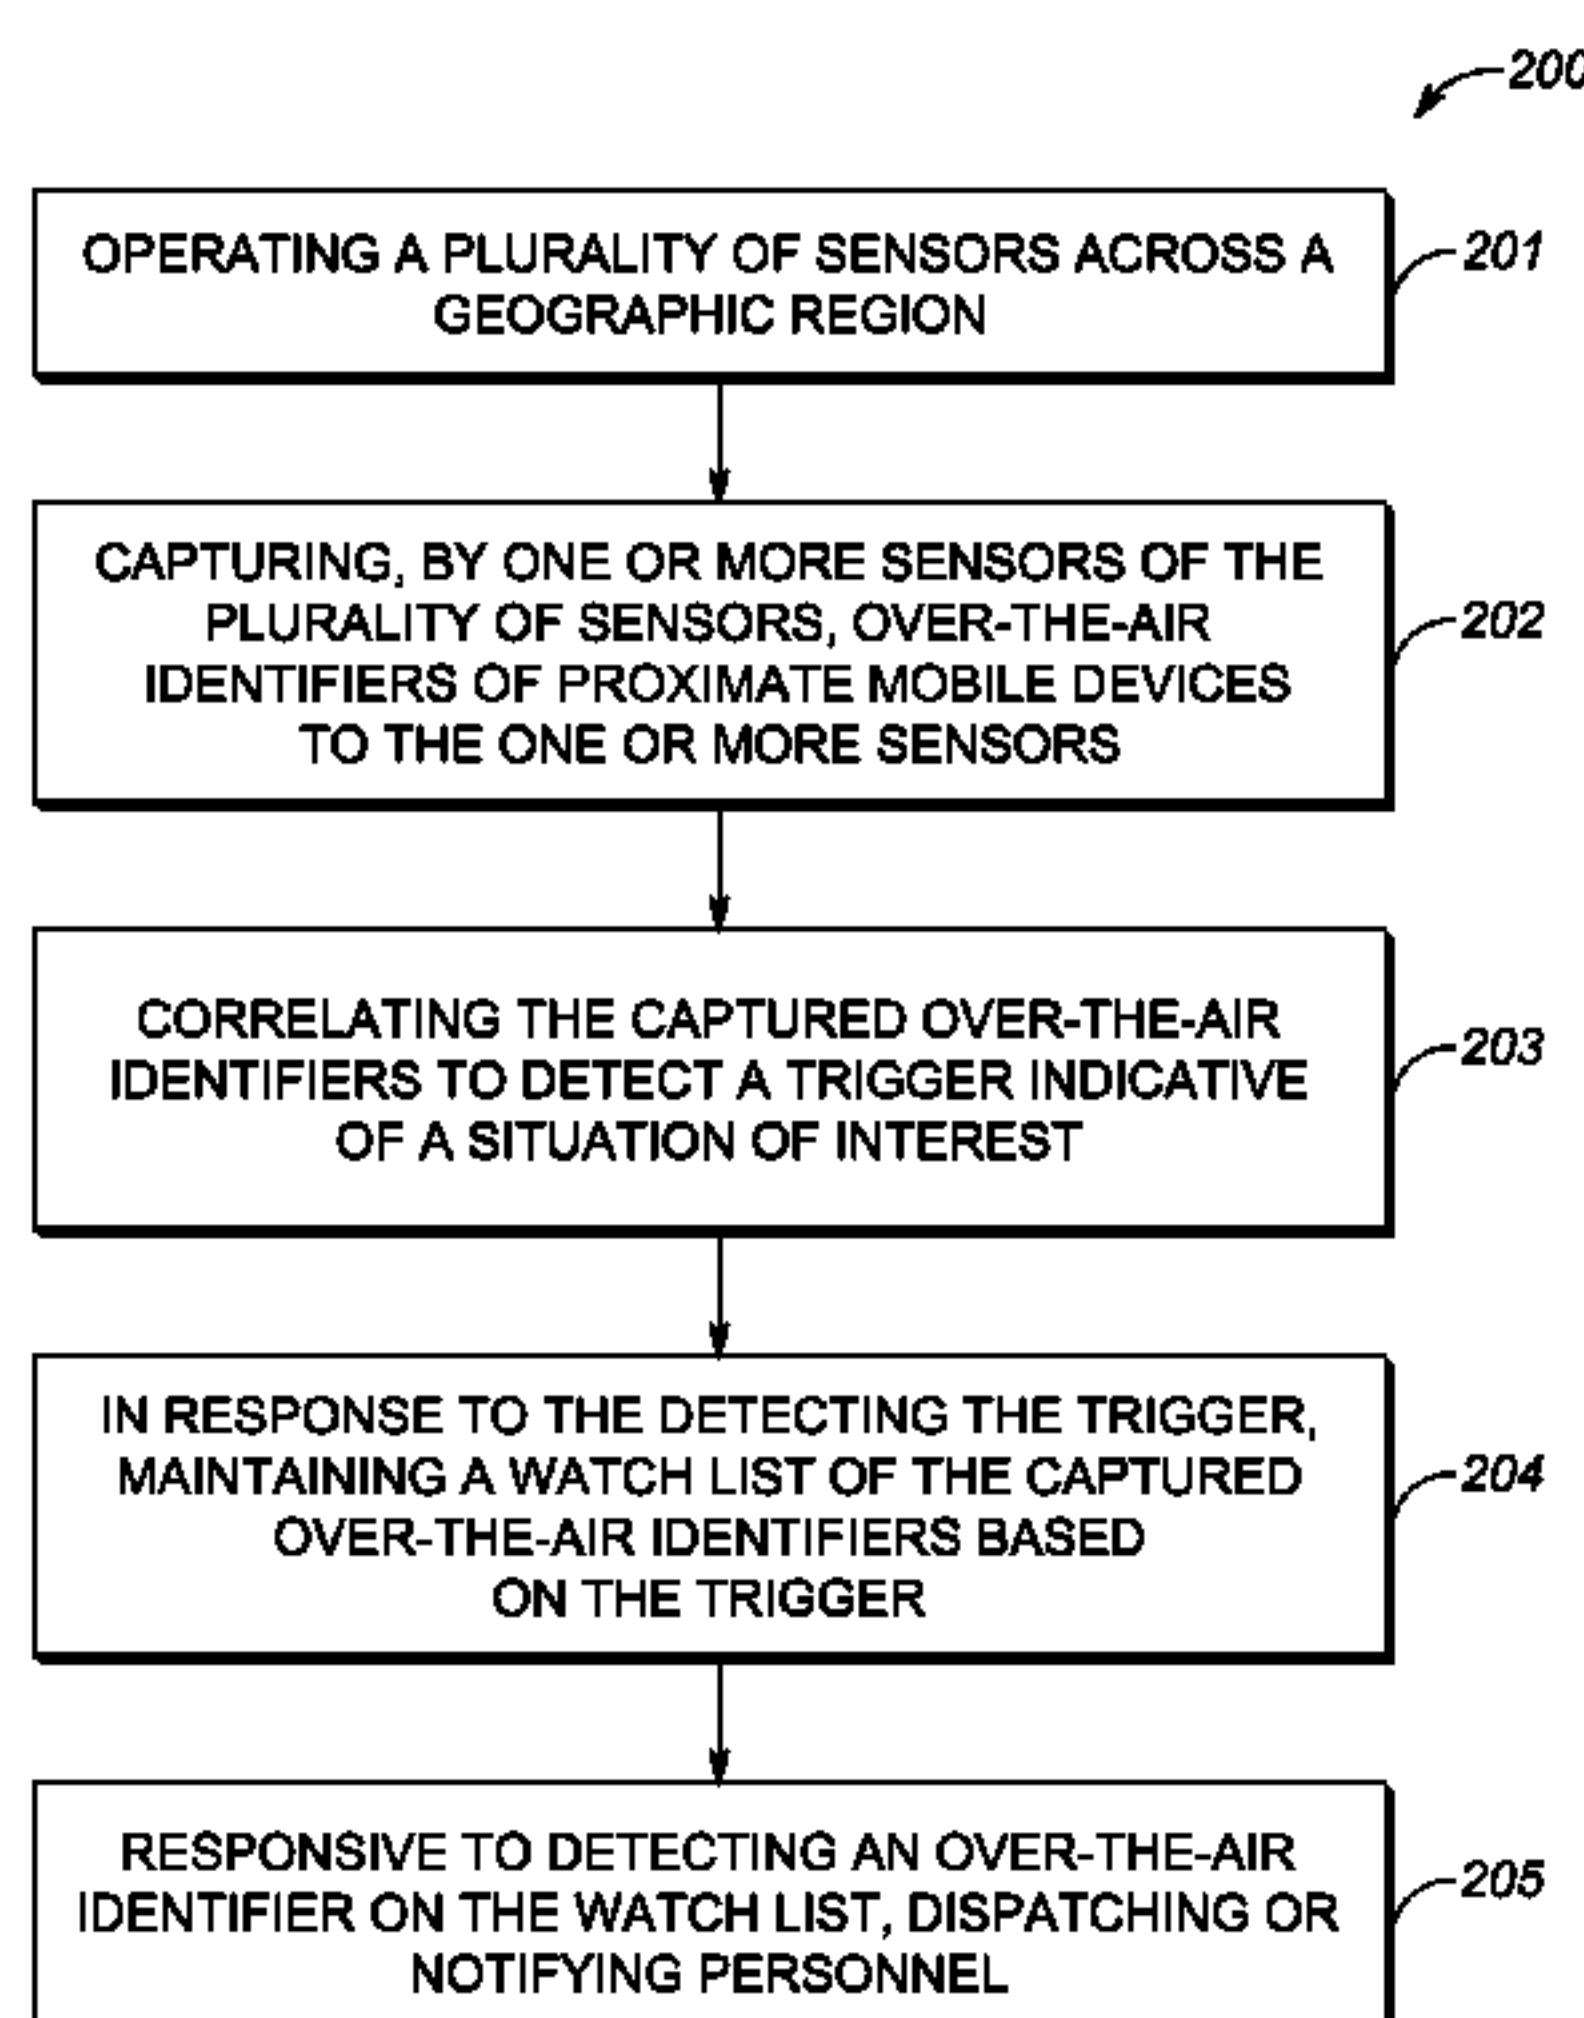 200
OPERATING A PLURALITY OF SENSORS ACROSS A
GEOGRAPHIC REGION
201
CAPTURING, BY ONE OR MORE SENSORS OF THE
PLURALITY OF SENSORS, OVER-THE-AIR
IDENTIFIERS OF PROXIMATE MOBILE DEVICES
TO THE ONE OR MORE SENSORS
202
CORRELATING THE CAPTURED OVER-THE-AIR
IDENTIFIERS TO DETECT A TRIGGER INDICATIVE
OF A SITUATION OF INTEREST
203
IN RESPONSE TO THE DETECTING THE TRIGGER,
MAINTAINING A WATCH LIST OF THE CAPTURED
OVER-THE-AIR IDENTIFIERS BASED
ON THE TRIGGER
204
RESPONSIVE TO DETECTING AN OVER-THE-AIR
IDENTIFIER ON THE WATCH LIST, DISPATCHING OR
NOTIFYING PERSONNEL
205